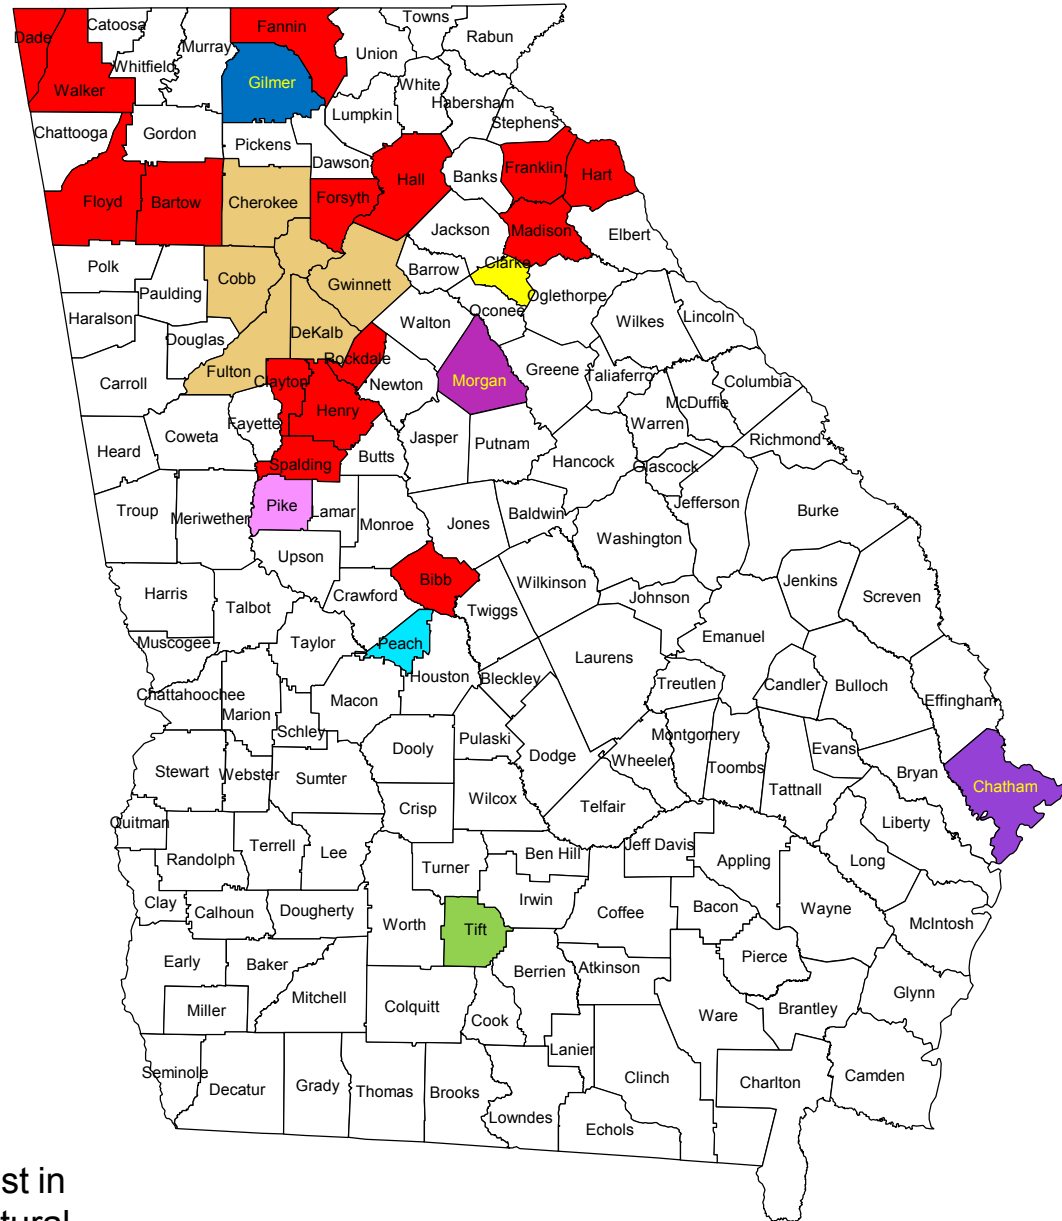 Towns
Catoosa
Fannin
Rabun
Dade
Murray
Union
Whitfield
Gilmer
White
Walker
Habersham
Lumpkin
Stephens
Chattooga
Gordon
Pickens
Dawson
Franklin
Banks
Hart
Hall
Floyd
Bartow
Cherokee
Forsyth
Jackson
Madison
Elbert
Polk
Clarke
Barrow
Cobb
Gwinnett
Paulding
Oglethorpe
Oconee
Haralson
Walton
Wilkes
Lincoln
Douglas
DeKalb
Rockdale
Fulton
Greene
Taliaferro
Carroll
Clayton
Newton
Morgan
Columbia
McDuffie
Henry
Fayette
Warren
Coweta
Jasper
Putnam
Richmond
Heard
Butts
Spalding
Hancock
Glascock
Troup
Meriwether
Pike
Lamar
Monroe
Jones
Baldwin
Jefferson
Burke
Washington
Upson
Bibb
Wilkinson
Jenkins
Harris
Talbot
Crawford
Twiggs
Johnson
Screven
Muscogee
Taylor
Peach
Emanuel
Laurens
Houston
Bleckley
Treutlen
Candler
Bulloch
Chattahoochee
Marion
Macon
Effingham
Schley
Dooly
Pulaski
Montgomery
Evans
Stewart
Webster
Sumter
Dodge
Wheeler
Toombs
Bryan
Chatham
Tattnall
Crisp
Wilcox
Telfair
Quitman
Liberty
Terrell
Lee
Jeff Davis
Randolph
Ben Hill
Appling
Long
Turner
Clay
Calhoun
Dougherty
Irwin
Coffee
Bacon
Wayne
Worth
Tift
McIntosh
Early
Baker
Berrien
Atkinson
Pierce
Mitchell
Miller
Colquitt
Cook
Ware
Brantley
Glynn
Lanier
Seminole
Decatur
Grady
Thomas
Brooks
Clinch
Charlton
Camden
Lowndes
Echols
st in